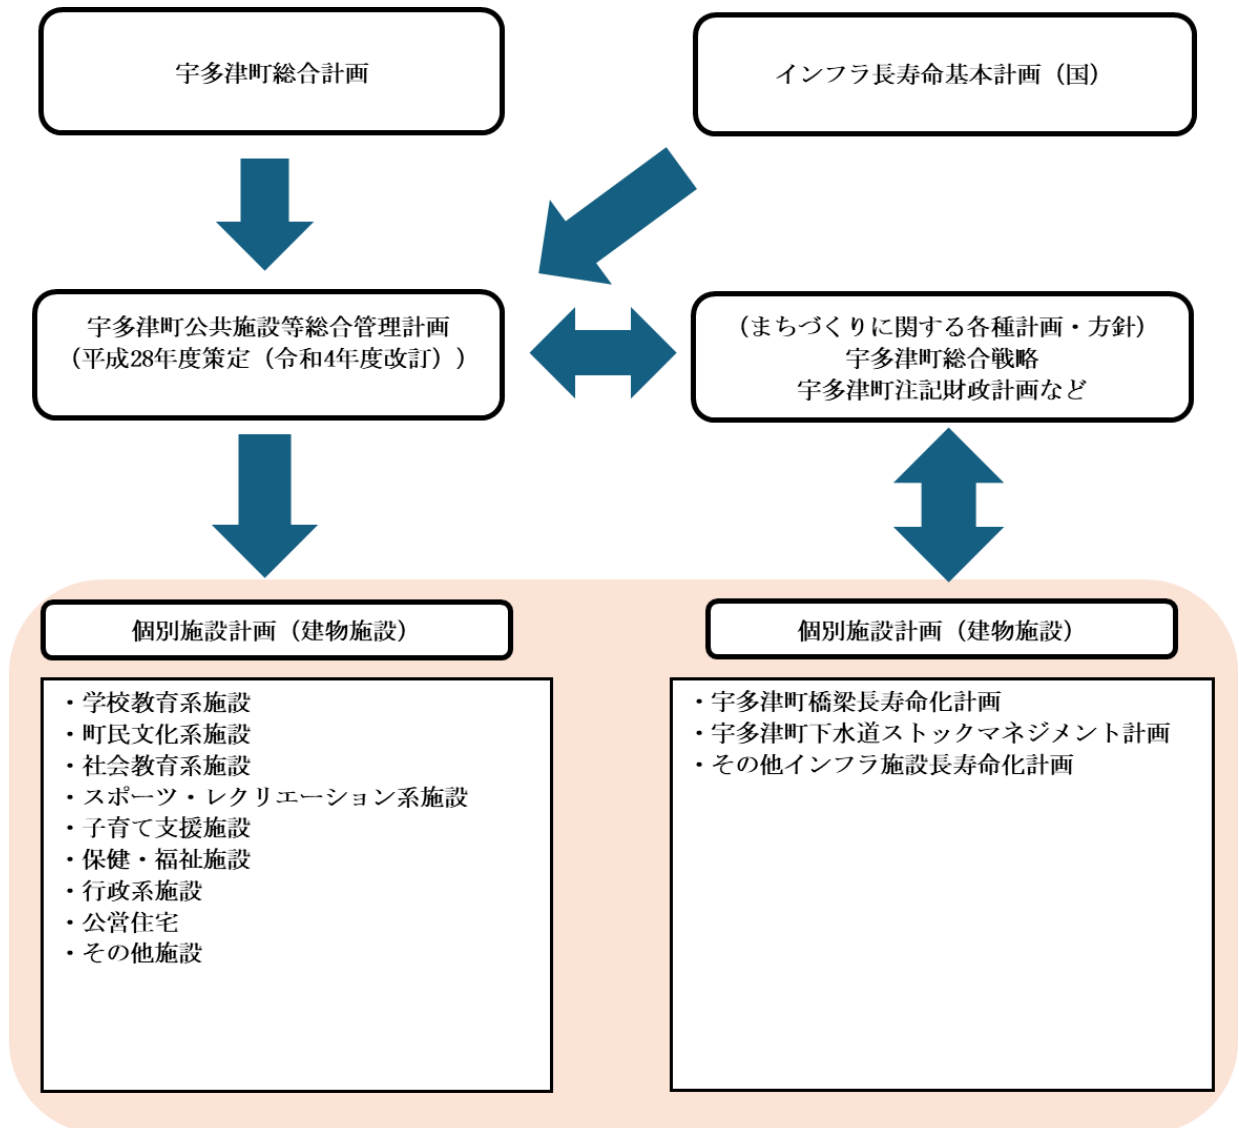 宇多津町総合計画
インフラ長寿命基本計画（国）
宇多津町公共施設等総合管理計画
（平成28年度策定（令和4年度改訂））
（まちづくりに関する各種計画・方針）
宇多津町総合戦略
宇多津町注記財政計画など
個別施設計画（建物施設）
・学校教育系施設
・町民文化系施設
・社会教育系施設
・スポーツ・レクリエーション系施設
・子育て支援施設
・保健・福祉施設
・行政系施設
・公営住宅
・その他施設
個別施設計画（建物施設）
・宇多津町橋梁長寿命化計画
・宇多津町下水道ストックマネジメント計画
・その他インフラ施設長寿命化計画